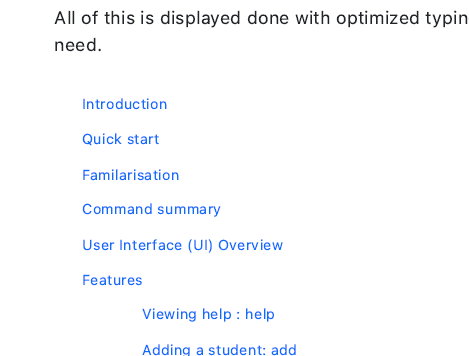 All of this is displayed done with optimized typin
need.
Introduction
Quick start
Familarisation
Command summary
User Interface (UI) Overview
Features
Viewing help : help
Adding a student: add